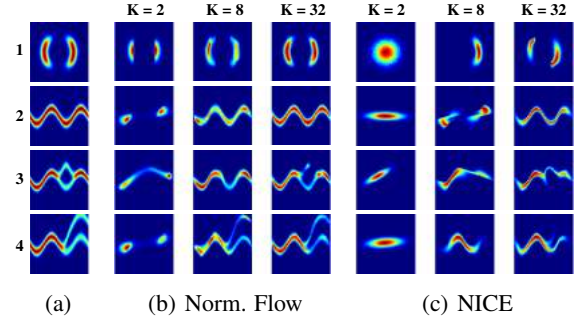 K = 2 K = 8 K = 32 K = 2 K = 8 K = 32
1
2
3
4
(a) (b) Norm. Flow (c) NICE